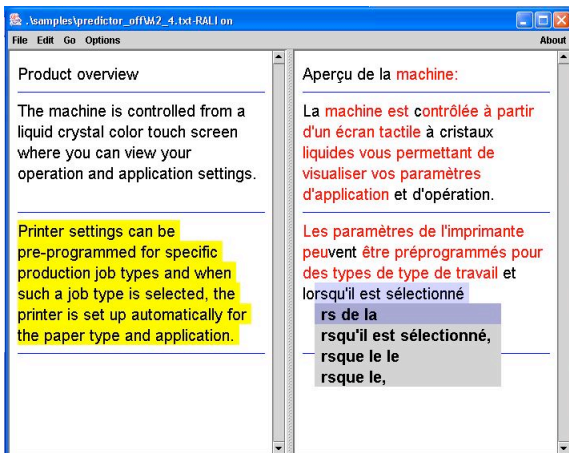 .\samples\predictor_off\M2_4.txt-RALI on
File Edit Go Options About
Product overview
The machine is controlled from a
liquid crystal color touch screen
where you can view your
operation and application settings.
Printer settings can be
pre-programmed for specific
production job types and when
such a job type is selected, the
printer is set up automatically for
the paper type and application.
Aperçu de la machine:
La machine est contrôlée à partir
d'un écran tactile à cristaux
liquides vous permettant de
visualiser vos paramètres
d'application et d'opération.
Les paramètres de l'imprimante
peuvent être préprogrammés pour
des types de type de travail et
lorsqu'il est sélectionné
rs de la
rsqu'il est sélectionné,
rsque le le
rsque le,